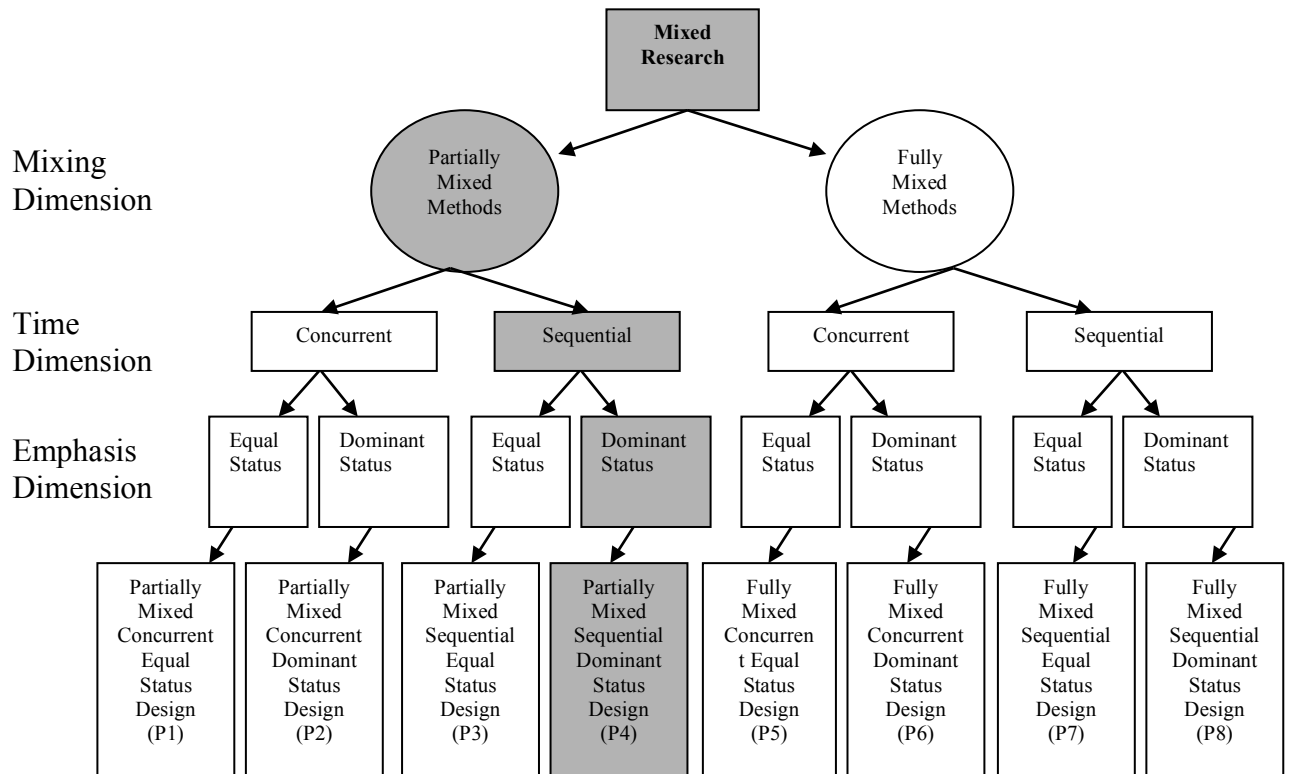 Mixed
Research
Mixing
Dimension
Partially
Mixed
Methods
Fully
Mixed
Methods
Time
Dimension
Concurrent
Sequential
Concurrent
Sequential
Emphasis
Dimension
Equal
Status
Dominant
Status
Equal
Status
Dominant
Status
Equal
Status
Dominant
Status
Equal
Status
Dominant
Status
Partially
Mixed
Concurrent
Equal
Status
Design
(P1)
Partially
Mixed
Concurrent
Dominant
Status
Design
(P2)
Partially
Mixed
Sequential
Equal
Status
Design
(P3)
Partially
Mixed
Sequential
Dominant
Status
Design
(P4)
Fully
Mixed
Concurren
t Equal
Status
Design
(P5)
Fully
Mixed
Concurrent
Dominant
Status
Design
(P6)
Fully
Mixed
Sequential
Equal
Status
Design
(P7)
Fully
Mixed
Sequential
Dominant
Status
Design
(P8)